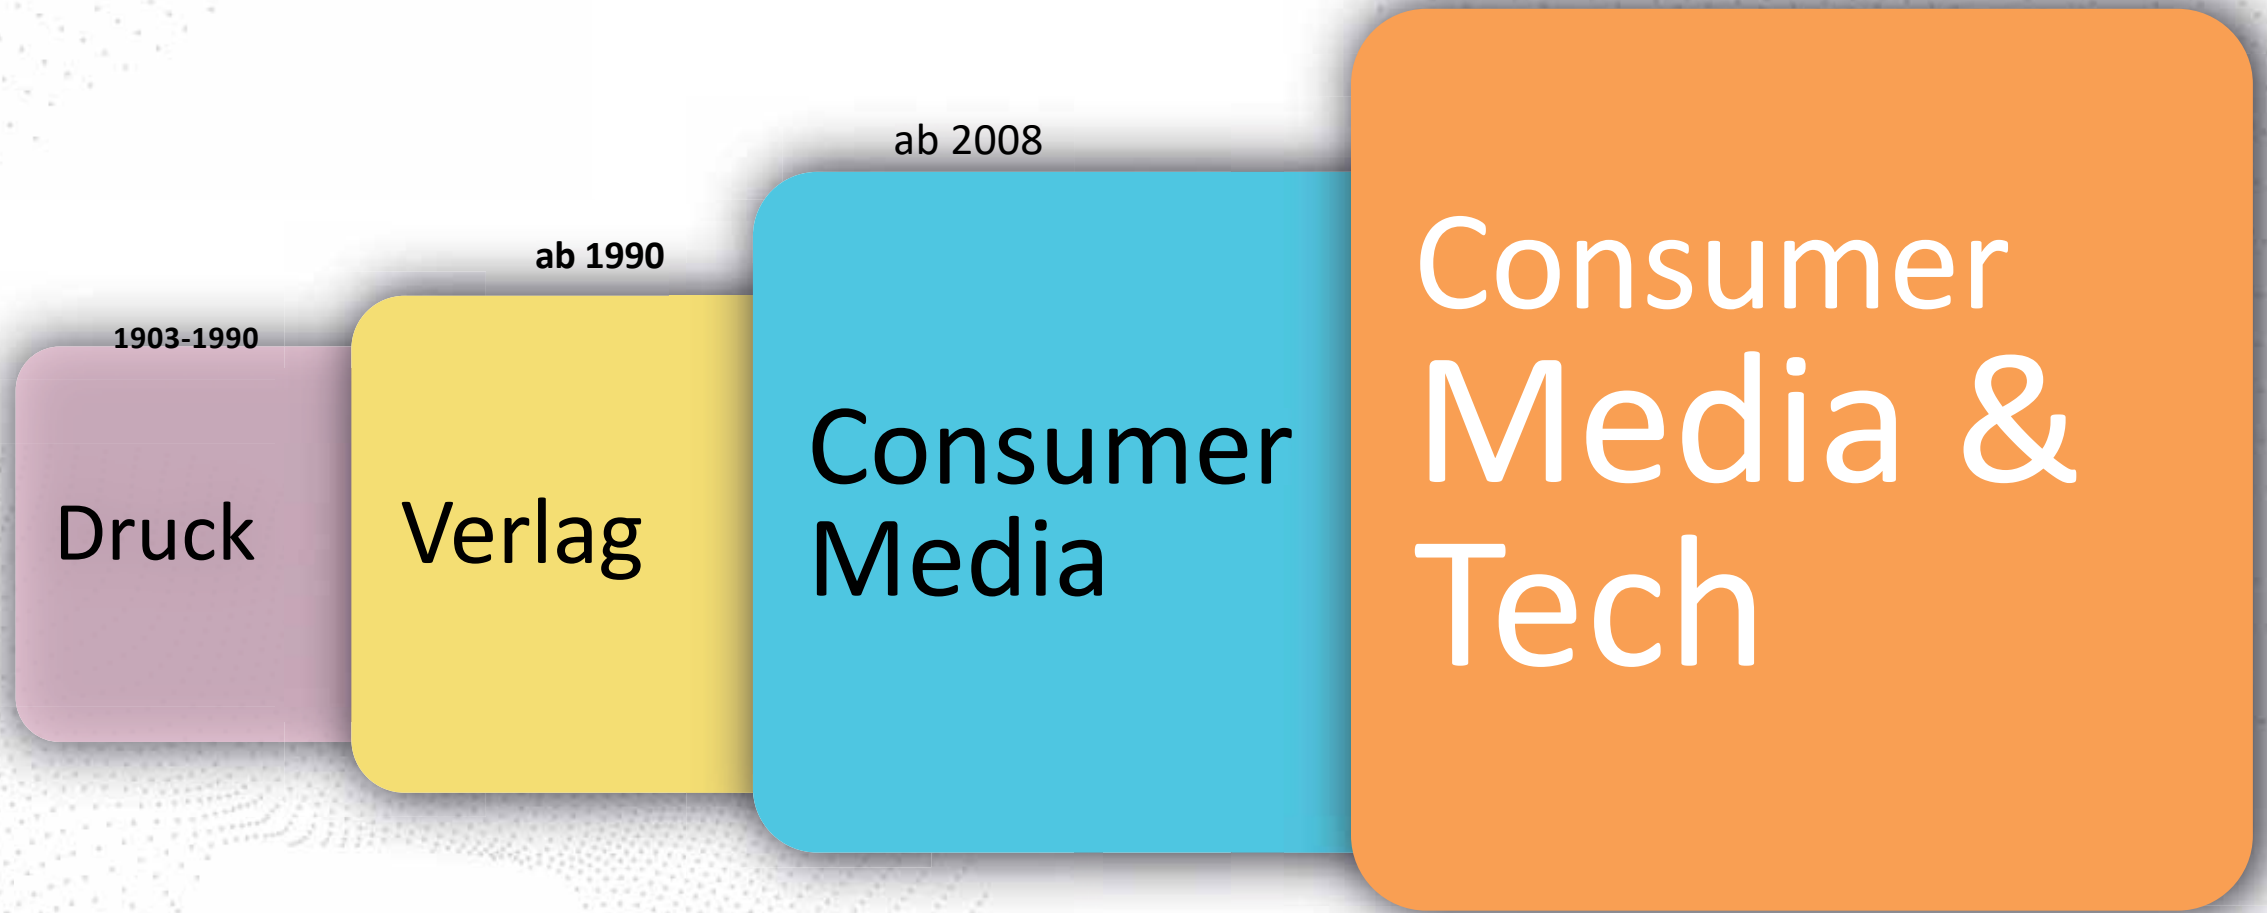 1903-1990
Druck
ab 1990
Verlag
ab 2008
Consumer
Media
Consumer
Media &
Tech